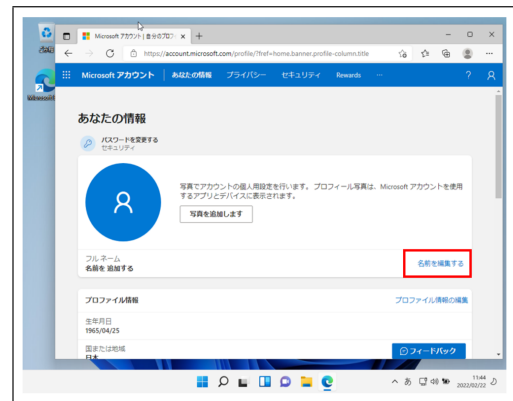 Microsoft アカウント | 自分のプロフ
https://account.microsoft.com/profile/?fref=home.banner.profile-column.title
Microsoft アカウント
あなたの情報
プライバシー
セキュリティ
Rewards
...
?
あなたの情報
パスワードを変更する
セキュリティ
写真でアカウントの個人用設定を行います。 プロフィール写真は、Microsoft アカウントを使用
するアプリとデバイスに表示されます。
写真を追加します
フル ネーム
名前を 追加する
名前を編集する
プロファイル情報
プロファイル情報の編集
生年月日
1965/04/25
国または地域
日本
フィードバック
あ
11:44
2022/02/22